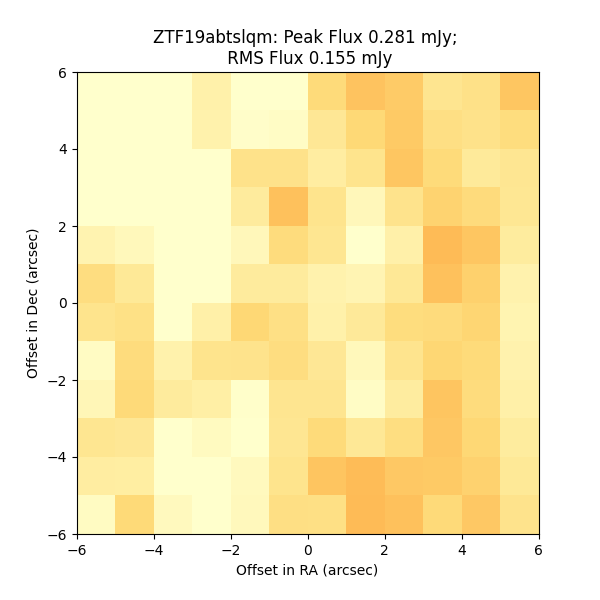 ZTF19abtslqm: Peak Flux 0.281 mJy;
RMS Flux 0.155 mJy
6
4
2
0
−2
−4
−6
Offset in Dec (arcsec)
−6 −4 −2 0 2 4 6
Offset in RA (arcsec)